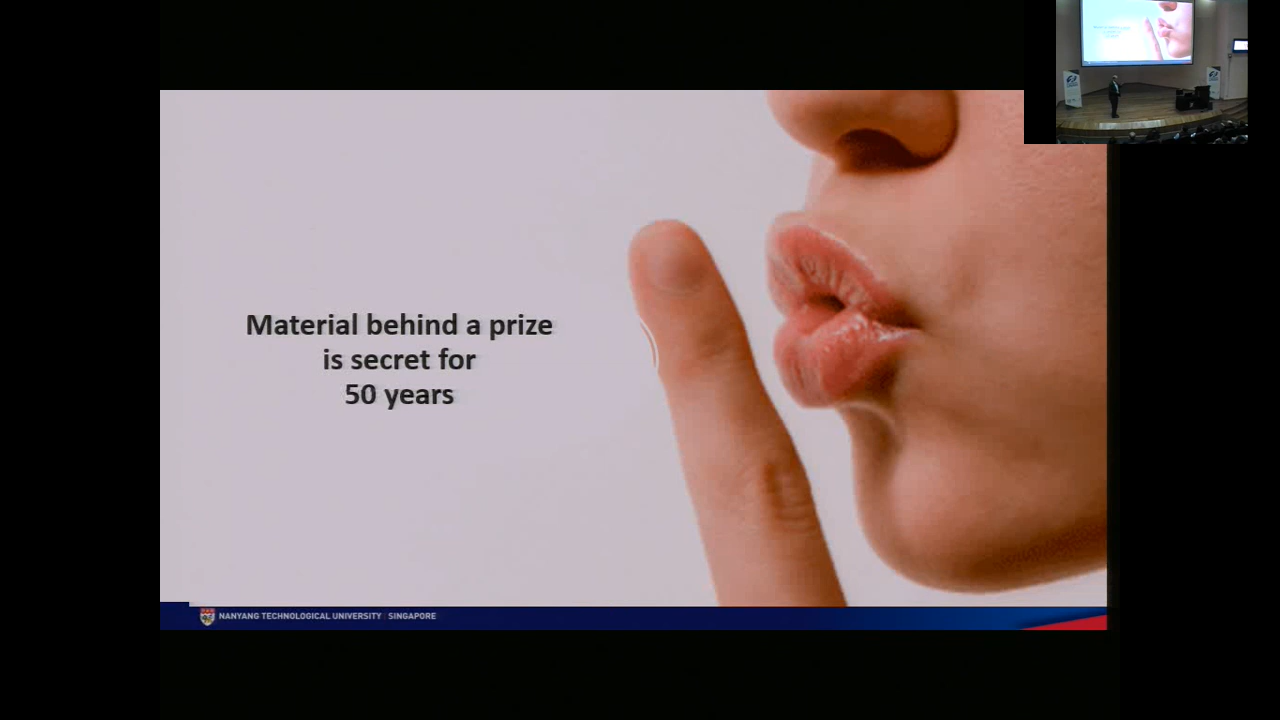 Material behind a prize
is secret for
50 years
NANYANG TECHNOLOGICAL UNIVERSITY SINGAPORE